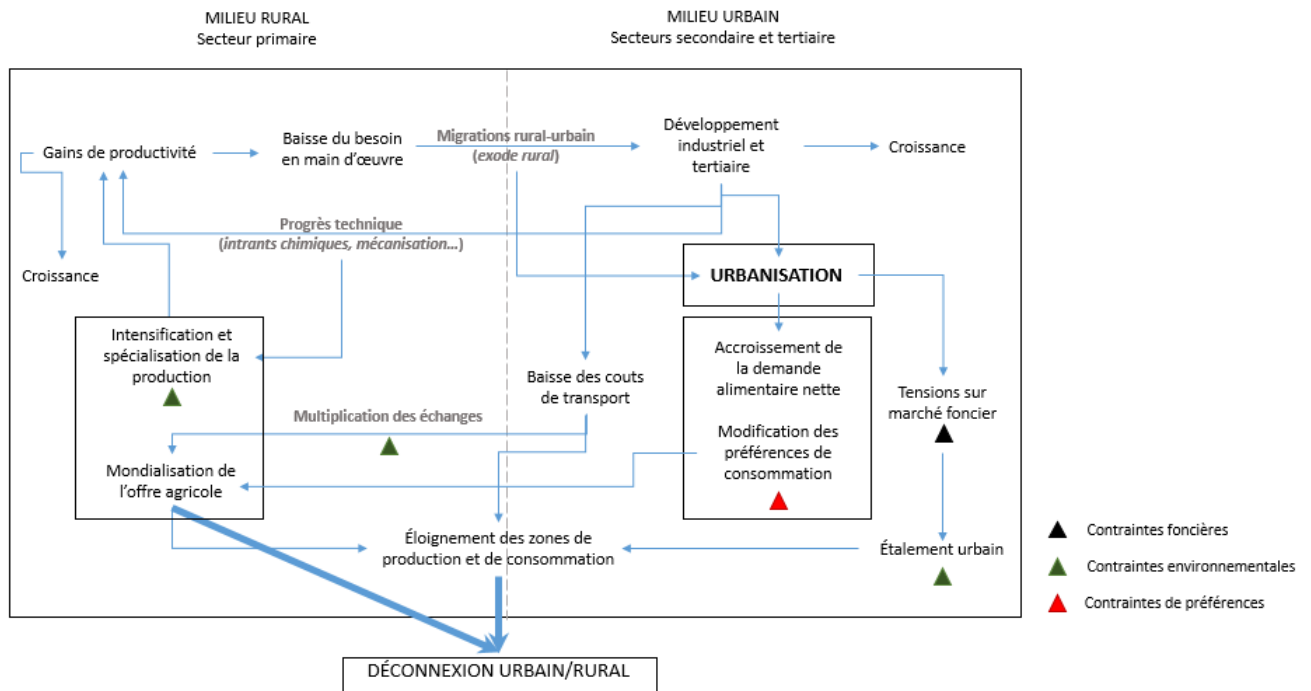 MILIEU RURAL
Secteur primaire
MILIEU URBAIN
Secteurs secondaire et tertiaire
Gains de productivité
Baisse du besoin
en main d'œuvre
Migrations rural-urbain
(exode rural)
Développement
industriel et
tertiaire
Croissance
Progrès technique
(intrants chimiques, mécanisation…)
Croissance
URBANISATION
Intensification et
spécialisation de la
production
Baisse des couts
de transport
Accroissement de
la demande
alimentaire nette
Tensions sur
marché foncier
Multiplication des échanges
Modification des
préférences de
consommation
Mondialisation de
l'offre agricole
Éloignement des zones de
production et de consommation
Étalement urbain
Contraintes foncières
Contraintes environnementales
Contraintes de préférences
DÉCONNEXION URBAIN/RURAL